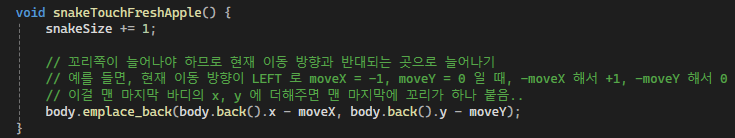 void snakeTouchFreshApple() {
snakeSize += 1;
// 꼬리쪽이 늘어나야 하므로 현재 이동 방향과 반대되는 곳으로 늘어나기
// 예를 들면, 현재 이동 방향이 LEFT 로 moveX = -1, moveY = 0 일 때, -moveX 해서 +1, -moveY 해서 0
// 이걸 맨 마지막 바디의 x, y 에 더해주면 맨 마지막에 꼬리가 하나 붙음..
body.emplace_back(body.back().x - moveX, body.back().y - moveY);
}